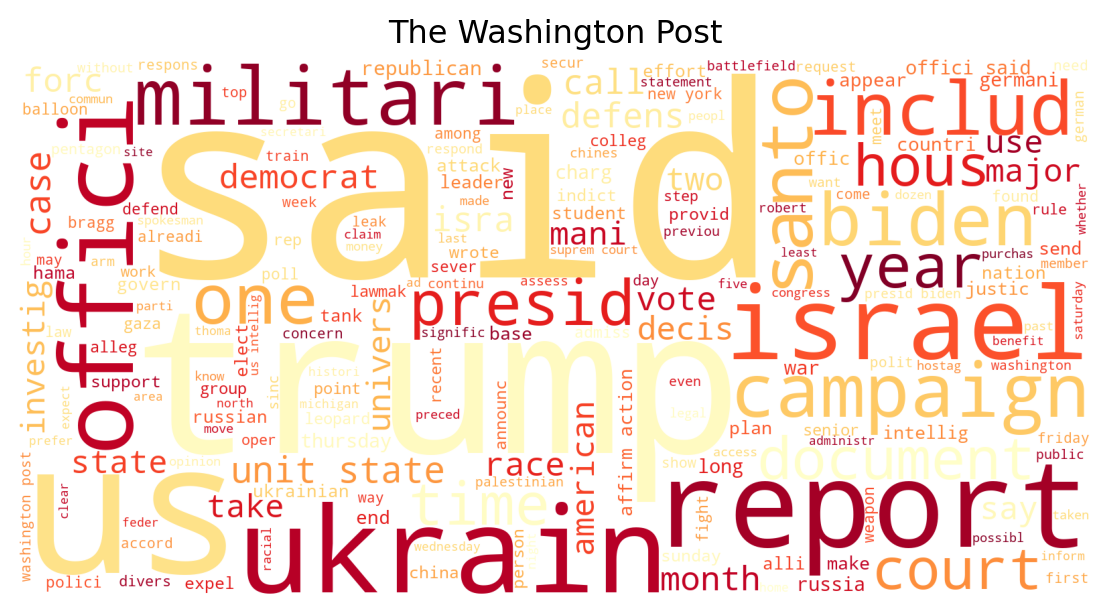 The Washington Post
forc
without
respons
republican
secur
call
effort
battlefield
request
offici said
need
balloon
commun
top
militari
go
place
defens
statement
new york
peopl
appear
germani
german
includ
meet
countri
use
pentagon
site
secretari
said
among
respond
colleg
chines
santo
offic
hous
major
case
train
democrat
week
attack
leader
made
new
charg
indict
two
step
want
come
dozen
found
offici
bragg
defend
spokesman
alreadi
leak
claim
money
isra
last
wrote
student
mani
suprem court
provid
previou
robert
biden
rule
whether
hour
may
hama
arm
work
govern
rep
poll
sever
continu
ad
assess
day
five
least
congress
year
purchas
nation
send
member
presid biden
justic
investig
parti
gaza
law
thoma
one
lawmak
tank
concern
univers
presid
signific
base
vote
decis
israel
past
benefit
saturday
alleg
support
area
know
north
elect
us intellig
histori
trump
recent
even
war
polit
hostag
washington
expect
group
russian
move
sinc
point
michigan
leopard
preced
announc
legal
campaign
prefer
state
opinion
oper
thursday
unit state
race
palestinian
american
affirm action
plan
long
show
access
senior
administr
intellig
document
friday
public
washington post
clear
us
feder
accord
take
ukrainian
way
end
time
wednesday
person
sunday
fight
report
weapon
say
possibl
taken
polici
divers
expel
racial
ukrain
china
month
alli
make
russia
court
inform
first